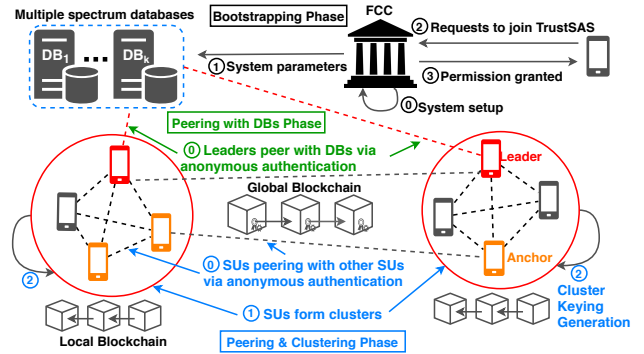 Multiple spectrum databases
Bootstrapping Phase
FCC
② Requests to join TrustSAS
DB1
DBk
① System parameters
③ Permission granted
⓪ System setup
Peering with DBs Phase
⓪ Leaders peer with DBs via
anonymous authentication
Leader
Global Blockchain
Anchor
⓪ SUs peering with other SUs
via anonymous authentication
②
②
Cluster
Keying
Generation
① SUs form clusters
Local Blockchain
Peering & Clustering Phase